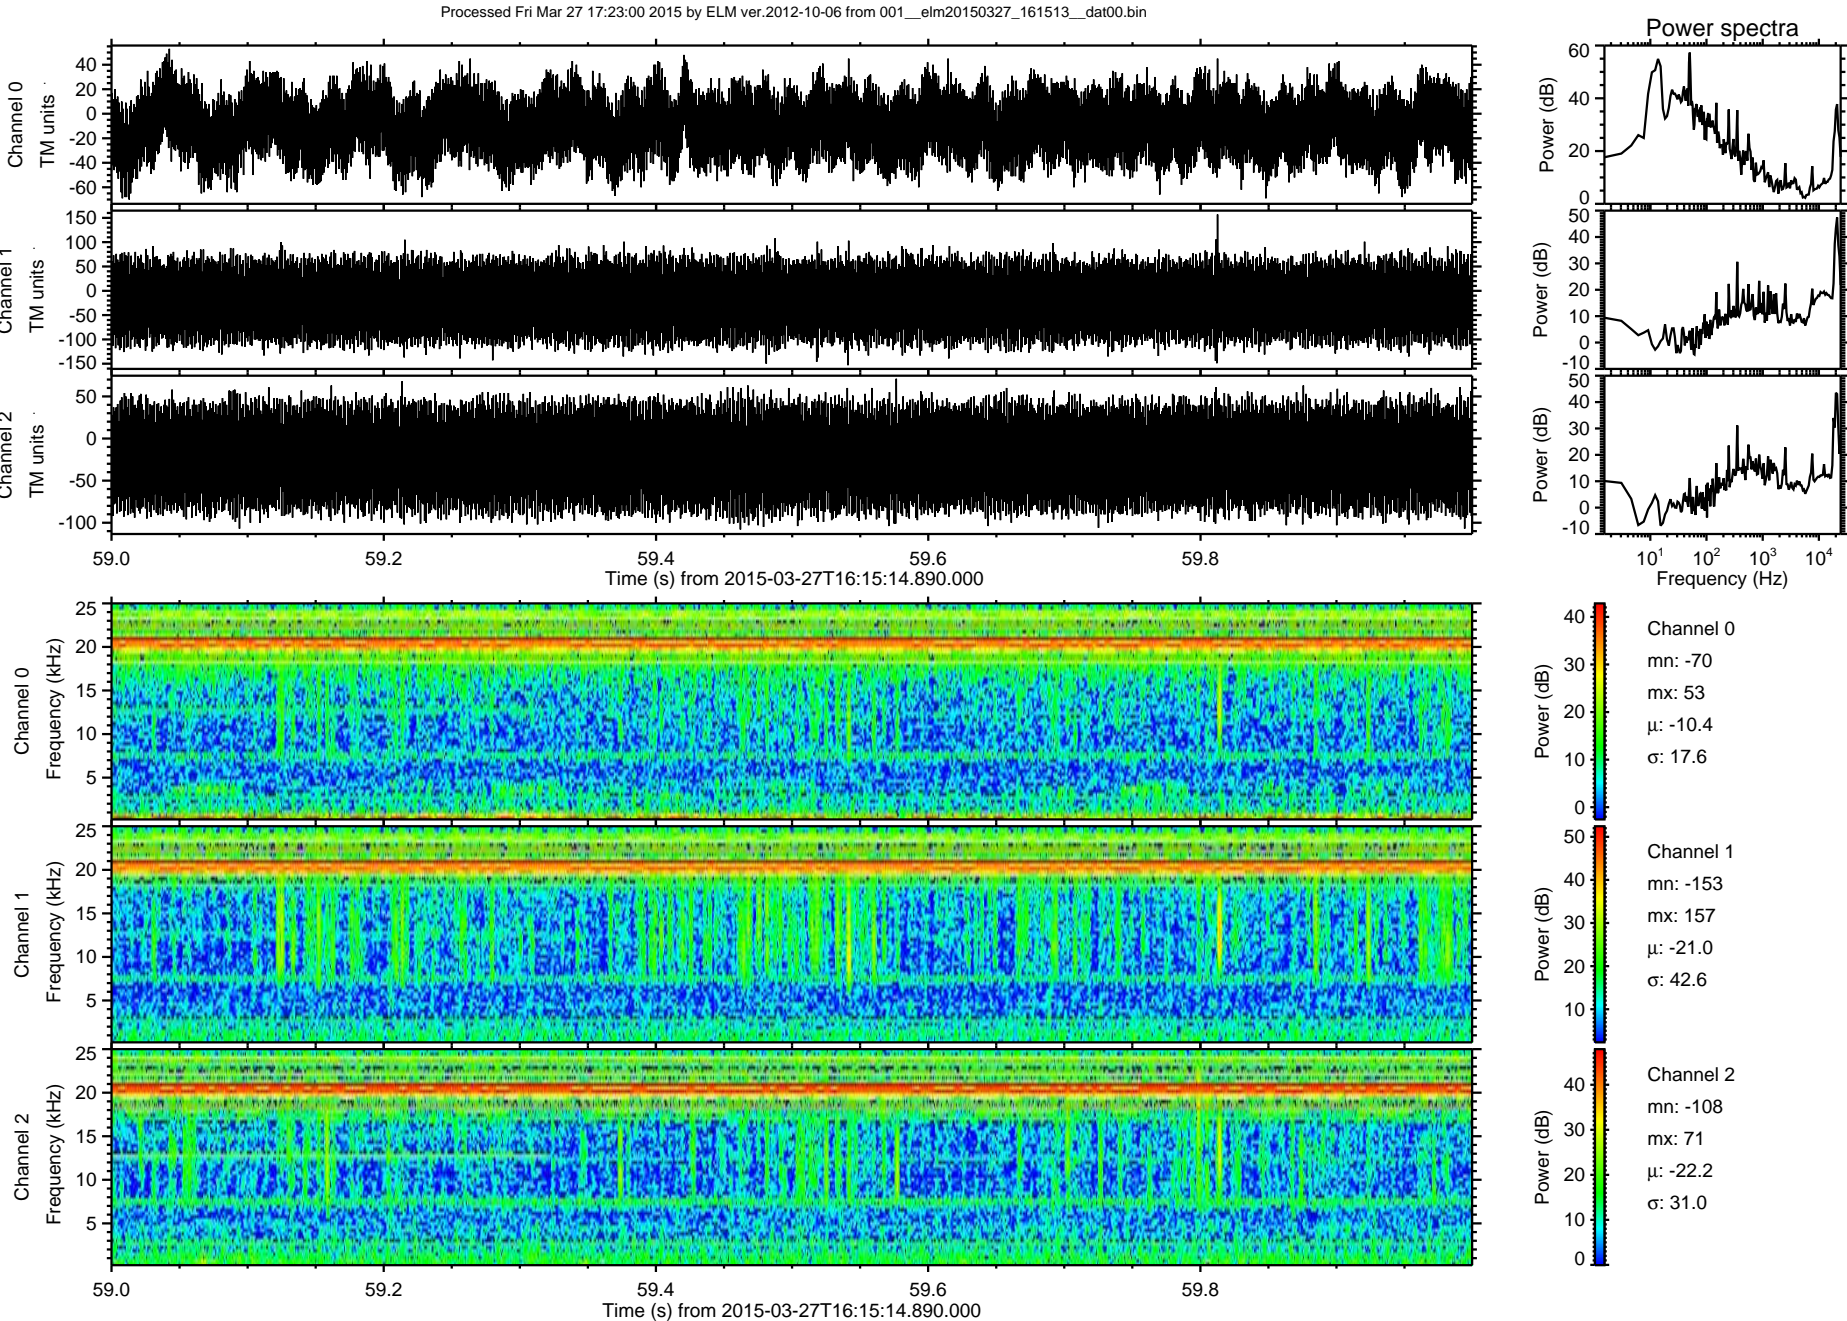 Processed Fri Mar 27 17:23:00 2015 by ELM ver.2012-10-06 from 001__elm20150327_161513__dat00.bin
Power spectra
Channel 0
TM units
40
20
0
-20
-40
-60
Power (dB)
60
40
20
0
Channel 1
TM units
150
100
50
0
-50
-100
-150
Power (dB)
50
40
30
20
10
0
-10
Channel 2
TM units
50
0
-50
-100
Power (dB)
50
40
30
20
10
0
-10
59.0 59.2 59.4 59.6 59.8
Time (s) from 2015-03-27T16:15:14.890.000
10¹ 10² 10³ 10⁴
Frequency (Hz)
Channel 0
Frequency (kHz)
25
20
15
10
5
Power (dB)
40
30
20
10
0
Channel 0
mn: -70
mx: 53
μ: -10.4
σ: 17.6
Channel 1
Frequency (kHz)
25
20
15
10
5
Power (dB)
50
40
30
20
10
Channel 1
mn: -153
mx: 157
μ: -21.0
σ: 42.6
Channel 2
Frequency (kHz)
25
20
15
10
5
Power (dB)
40
30
20
10
0
Channel 2
mn: -108
mx: 71
μ: -22.2
σ: 31.0
59.0 59.2 59.4 59.6 59.8
Time (s) from 2015-03-27T16:15:14.890.000